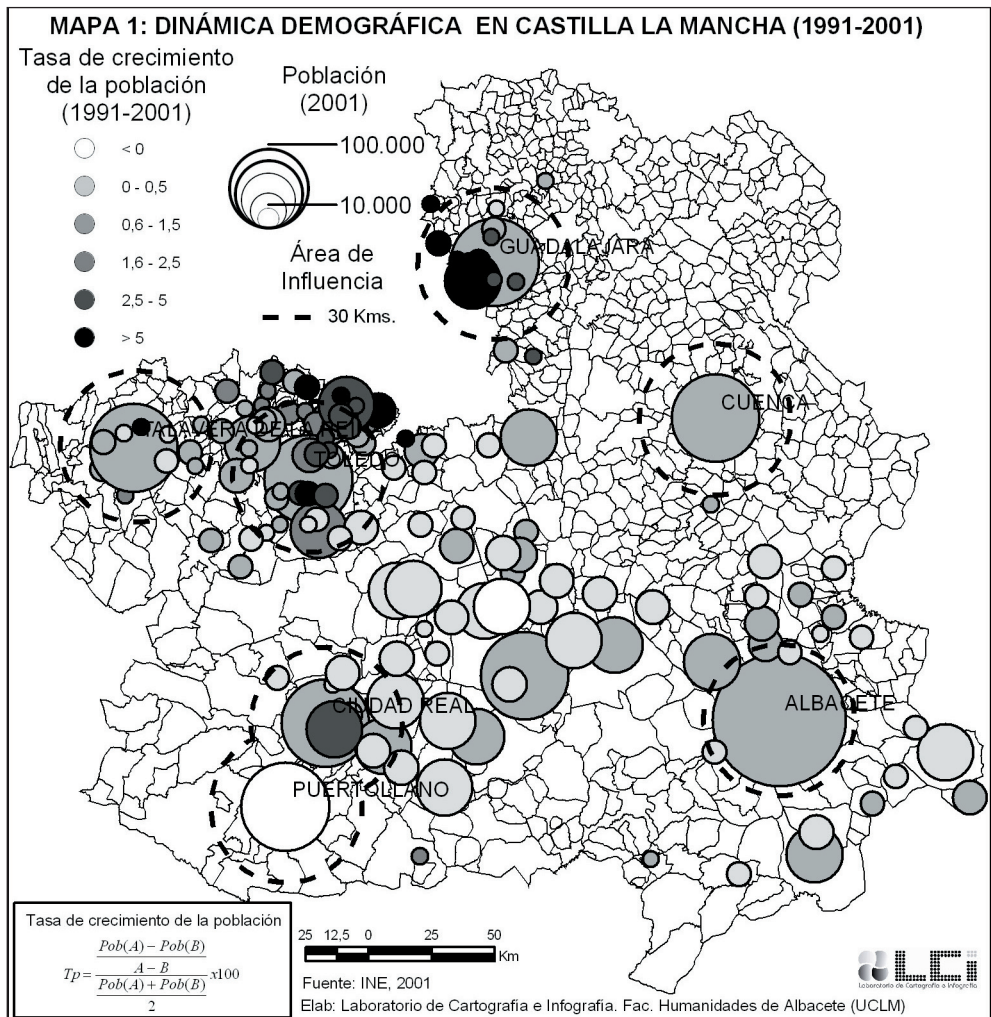 MAPA 1: DINÁMICA DEMOGRÁFICA EN CASTILLA LA MANCHA (1991-2001)
Tasa de crecimiento
de la población
(1991-2001)
< 0
0 - 0,5
0,6 - 1,5
1,6 - 2,5
2,5 - 5
> 5
Población
(2001)
100.000
10.000
Área de
Influencia
30 Kms.
GUADALAJARA
CUENCA
TALAVERA DE LA REINA
TOLEDO
CIUDAD REAL
ALBACETE
PUERTOLLANO
Tasa de crecimiento de la población
Pob(A) − Pob(B)
A − B
Tp = x100
Pob(A) + Pob(B)
2
25 12,5 0 25 50
Km
Fuente: INE, 2001
Elab: Laboratorio de Cartografía e Infografía. Fac. Humanidades de Albacete (UCLM)
LCi
Laboratorio de Cartografía e Infografía